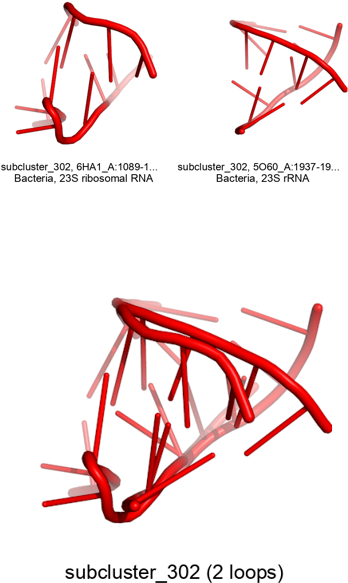 subcluster_302, 6HA1_A:1089-1...
Bacteria, 23S ribosomal RNA
subcluster_302, 5O60_A:1937-19...
Bacteria, 23S rRNA
subcluster_302 (2 loops)